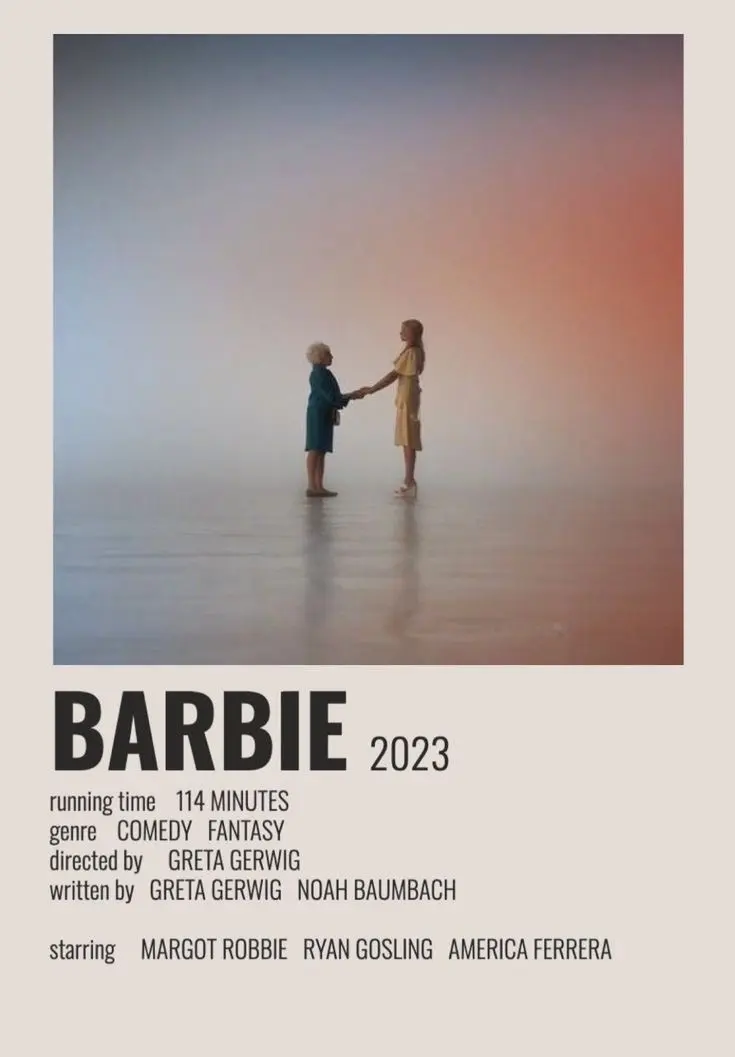 BARBIE 2023
running time 114 MINUTES
genre COMEDY FANTASY
directed by GRETA GERWIG
written by GRETA GERWIG NOAH BAUMBACH
starring MARGOT ROBBIE RYAN GOSLING AMERICA FERRERA